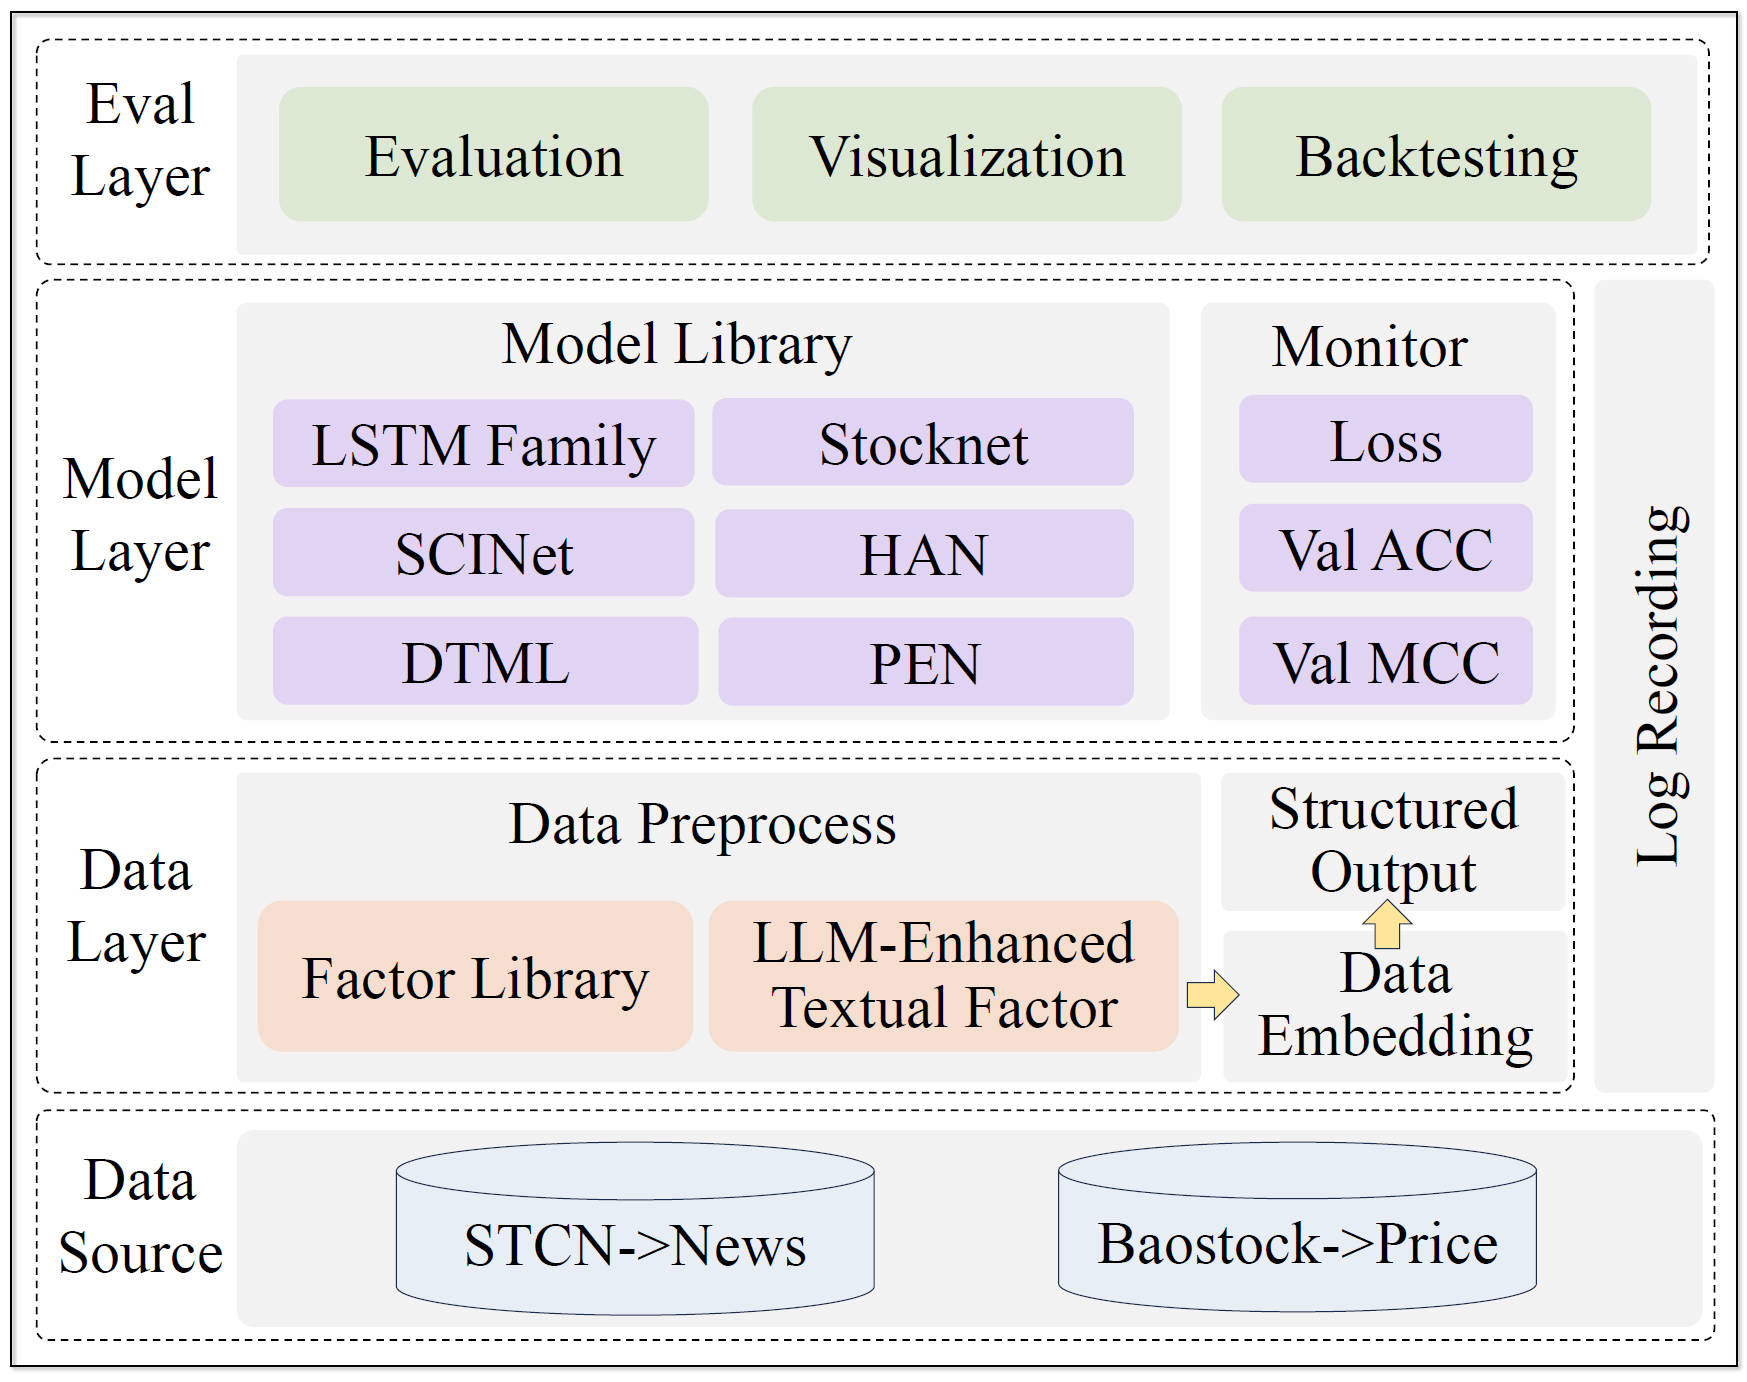 Eval
Layer
Evaluation
Visualization
Backtesting
Model
Layer
Model Library
LSTM Family
Stocknet
SCINet
HAN
DTML
PEN
Monitor
Loss
Val ACC
Val MCC
Log Recording
Data
Layer
Data Preprocess
Factor Library
LLM-Enhanced
Textual Factor
Structured
Output
Data
Embedding
Data
Source
STCN->News
Baostock->Price